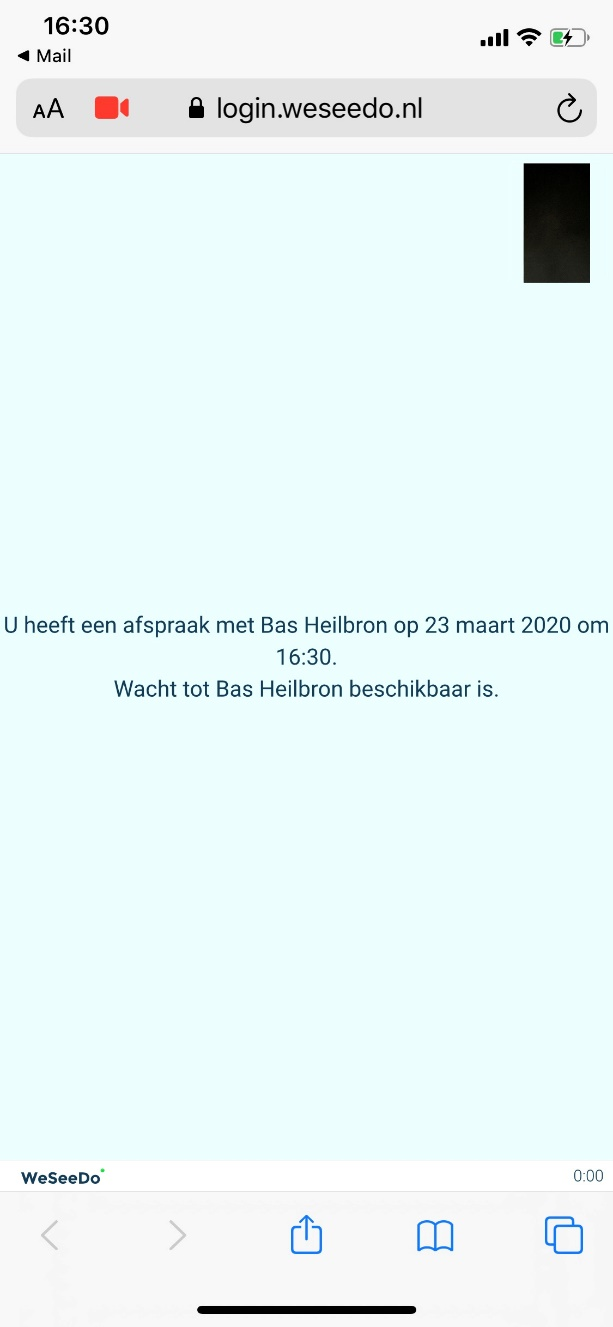 16:30
◀ Mail
AA login.weseedo.nl
U heeft een afspraak met Bas Heilbron op 23 maart 2020 om
16:30.
Wacht tot Bas Heilbron beschikbaar is.
WeSeeDo 0:00